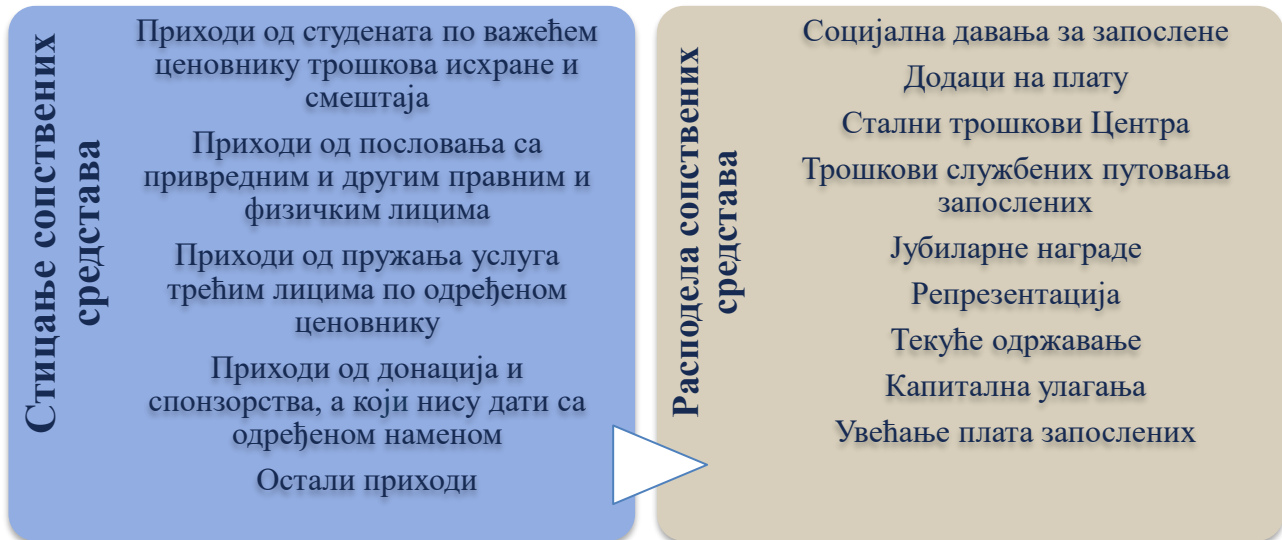 Стицање сопствених
средстава
Приходи од студената по важећем
ценовнику трошкова исхране и
смештаја
Приходи од пословања са
привредним и другим правним и
физичким лицима
Приходи од пружања услуга
трећим лицима по одређеном
ценовнику
Приходи од донација и
спонзорства, а који нису дати са
одређеном наменом
Остали приходи
Расподела сопствених
средстава
Социјална давања за запослене
Додаци на плату
Стални трошкови Центра
Трошкови службених путовања
запослених
Јубиларне награде
Репрезентација
Текуће одржавање
Капитална улагања
Увећање плата запослених